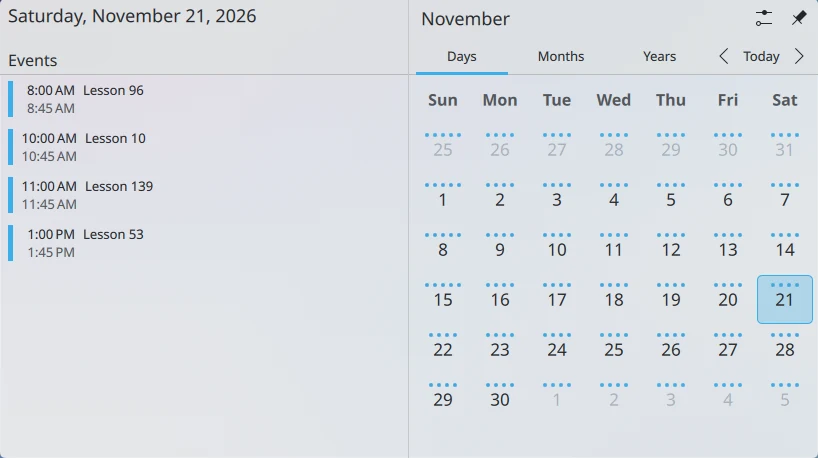 Saturday, November 21, 2026
Events
8:00 AM Lesson 96
8:45 AM
10:00 AM Lesson 10
10:45 AM
11:00 AM Lesson 139
11:45 AM
1:00 PM Lesson 53
1:45 PM
November
Days Months Years Today
Sun Mon Tue Wed Thu Fri Sat
25 26 27 28 29 30 31
1 2 3 4 5 6 7
8 9 10 11 12 13 14
15 16 17 18 19 20 21
22 23 24 25 26 27 28
29 30 1 2 3 4 5